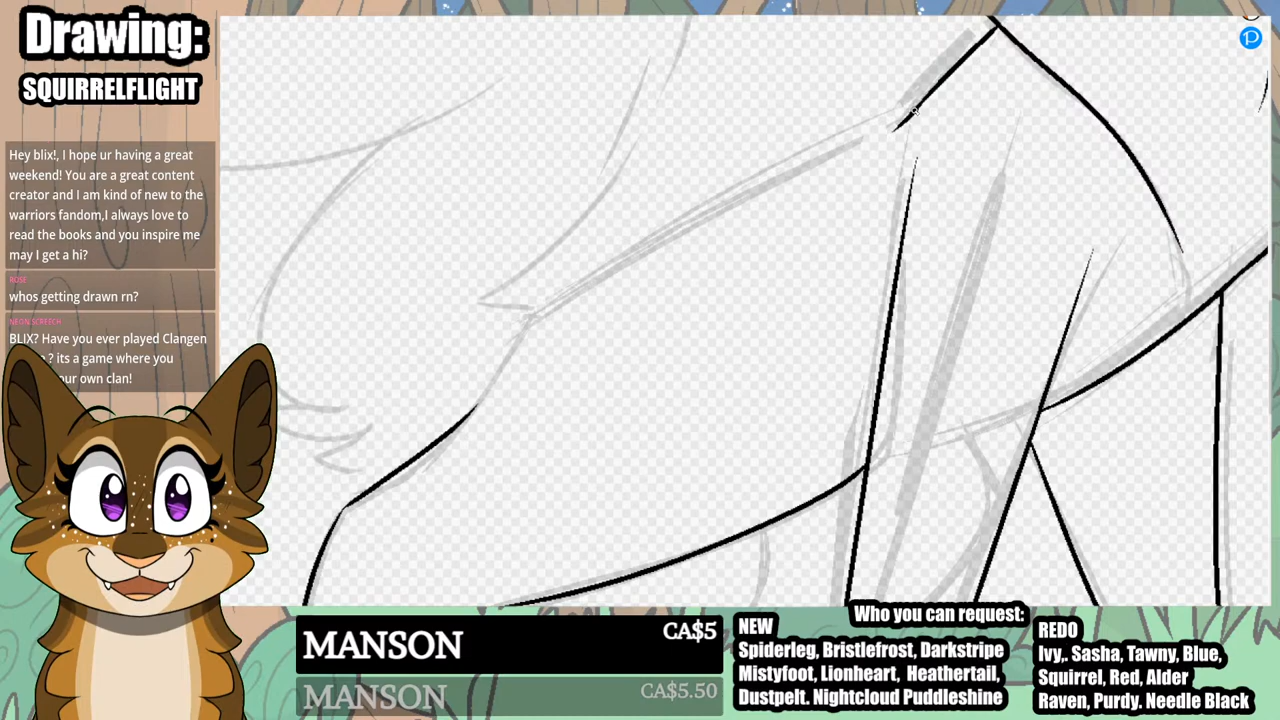 Drawing:
SQUIRRELFLIGHT
Hey blix!, I hope ur having a great
weekend! You are a great content
creator and I am kind of new to the
warriors fandom,I always love to
read the books and you inspire me
may I get a hi?
ROSE
whos getting drawn rn?
NEON SCREECH
BLIX? Have you ever played Clangen
? its a game where you
our own clan!
MANSON CA$5
MANSON CA$5.50
Who you can request:
NEW
Spiderleg, Bristlefrost, Darkstripe
Mistyfoot, Lionheart, Heathertail,
Dustpelt. Nightcloud Puddleshine
REDO
Ivy,. Sasha, Tawny, Blue,
Squirrel, Red, Alder
Raven, Purdy. Needle Black